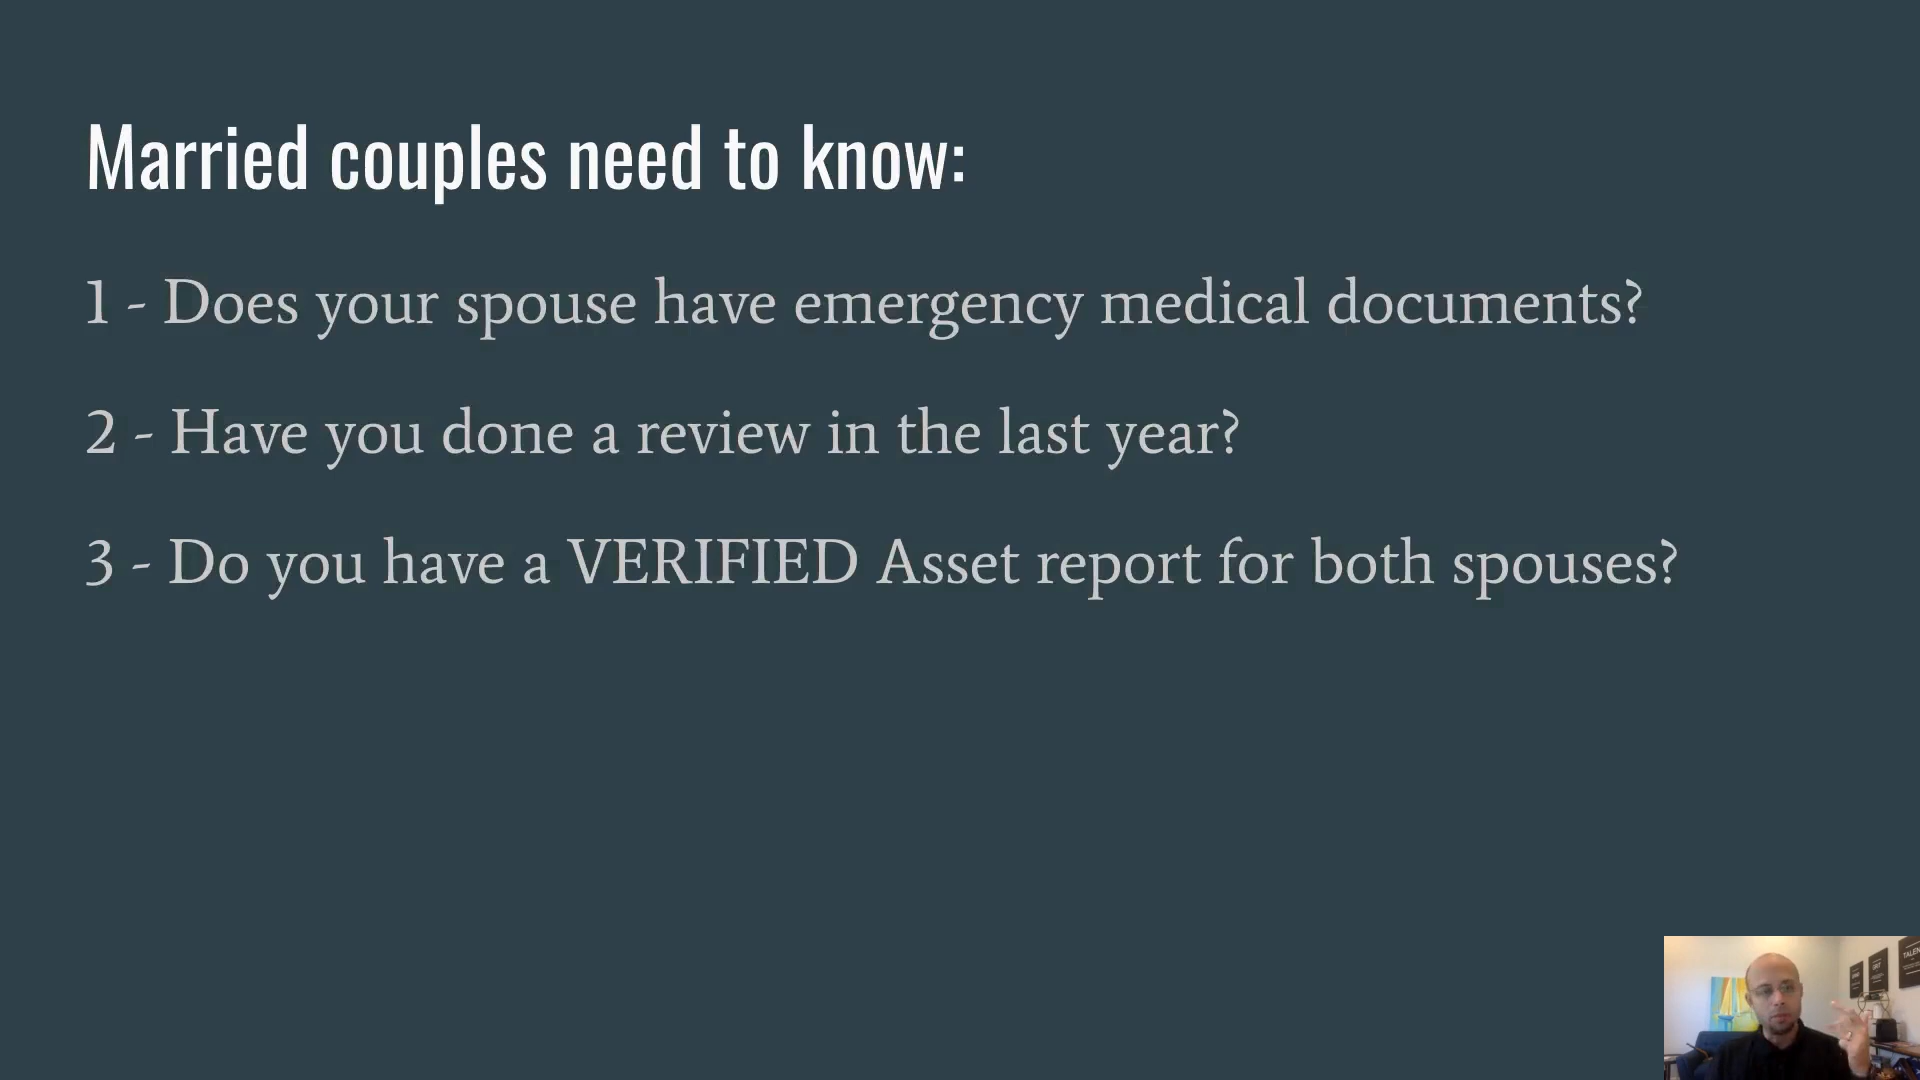 Married couples need to know:
1 - Does your spouse have emergency medical documents?
2 - Have you done a review in the last year?
3 - Do you have a VERIFIED Asset report for both spouses?